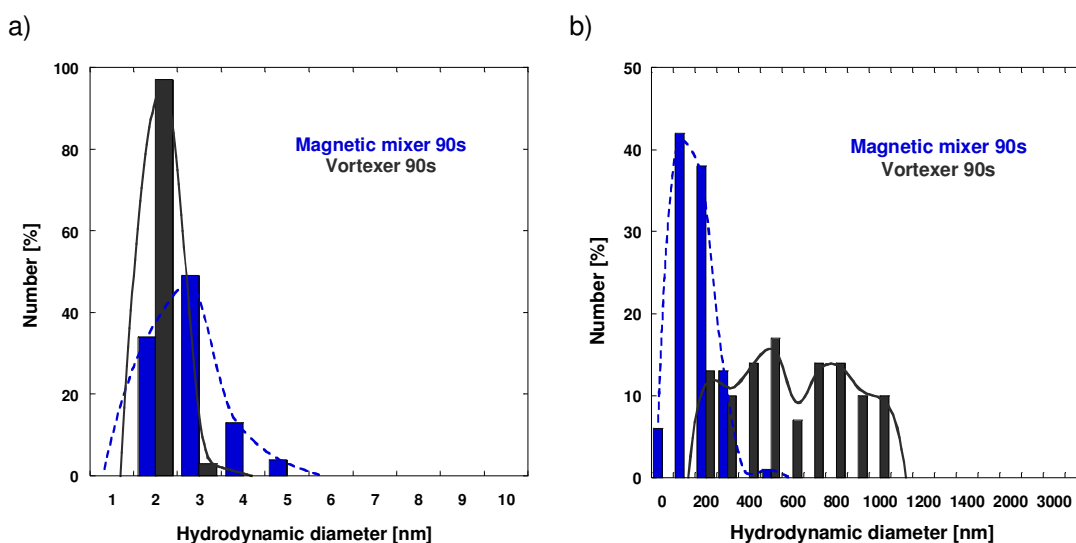 a)
100
80
60
40
20
0
Number [%]
Magnetic mixer 90s
Vortexer 90s
1 2 3 4 5 6 7 8 9 10
Hydrodynamic diameter [nm]
b)
50
40
30
20
10
0
Number [%]
Magnetic mixer 90s
Vortexer 90s
0 200 400 600 800 1000 1200 1400 2000 3000
Hydrodynamic diameter [nm]